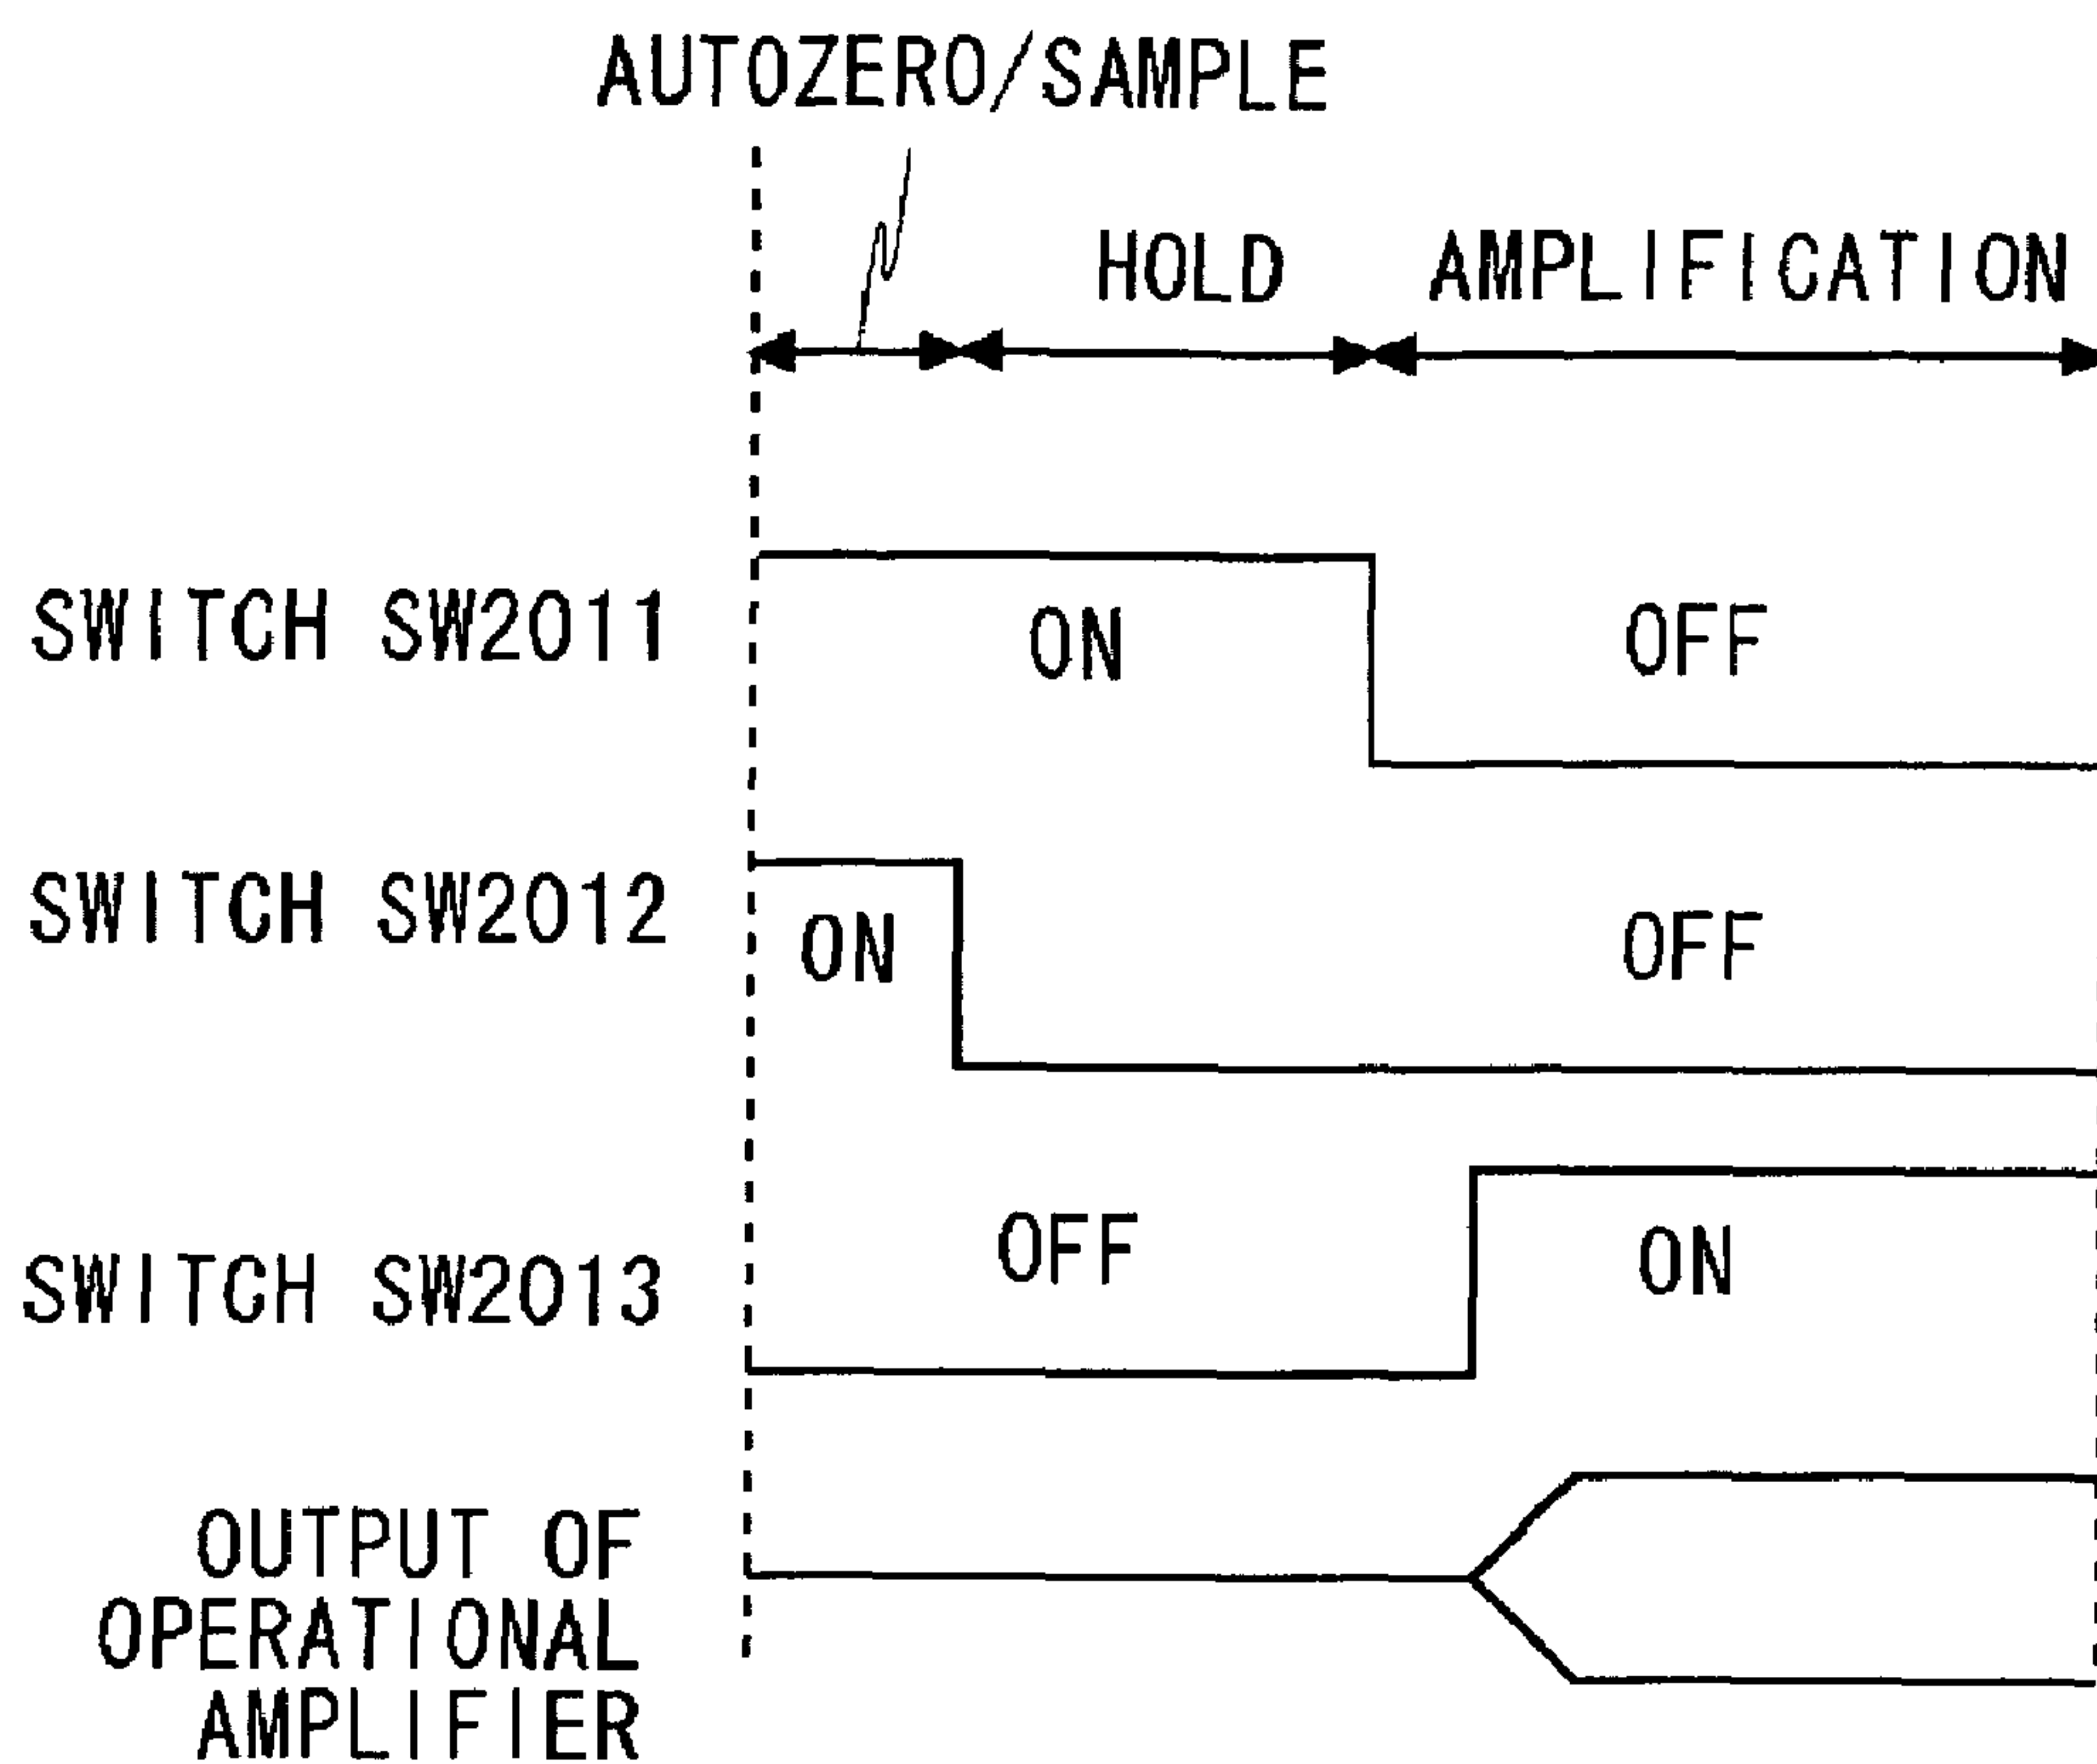 AUTOZERO/SAMPLE
HOLD AMPLIFICATION
SWITCH SW2011
ON
OFF
SWITCH SW2012
ON
OFF
SWITCH SW2013
OFF
ON
OUTPUT OF
OPERATIONAL
AMPLIFIER